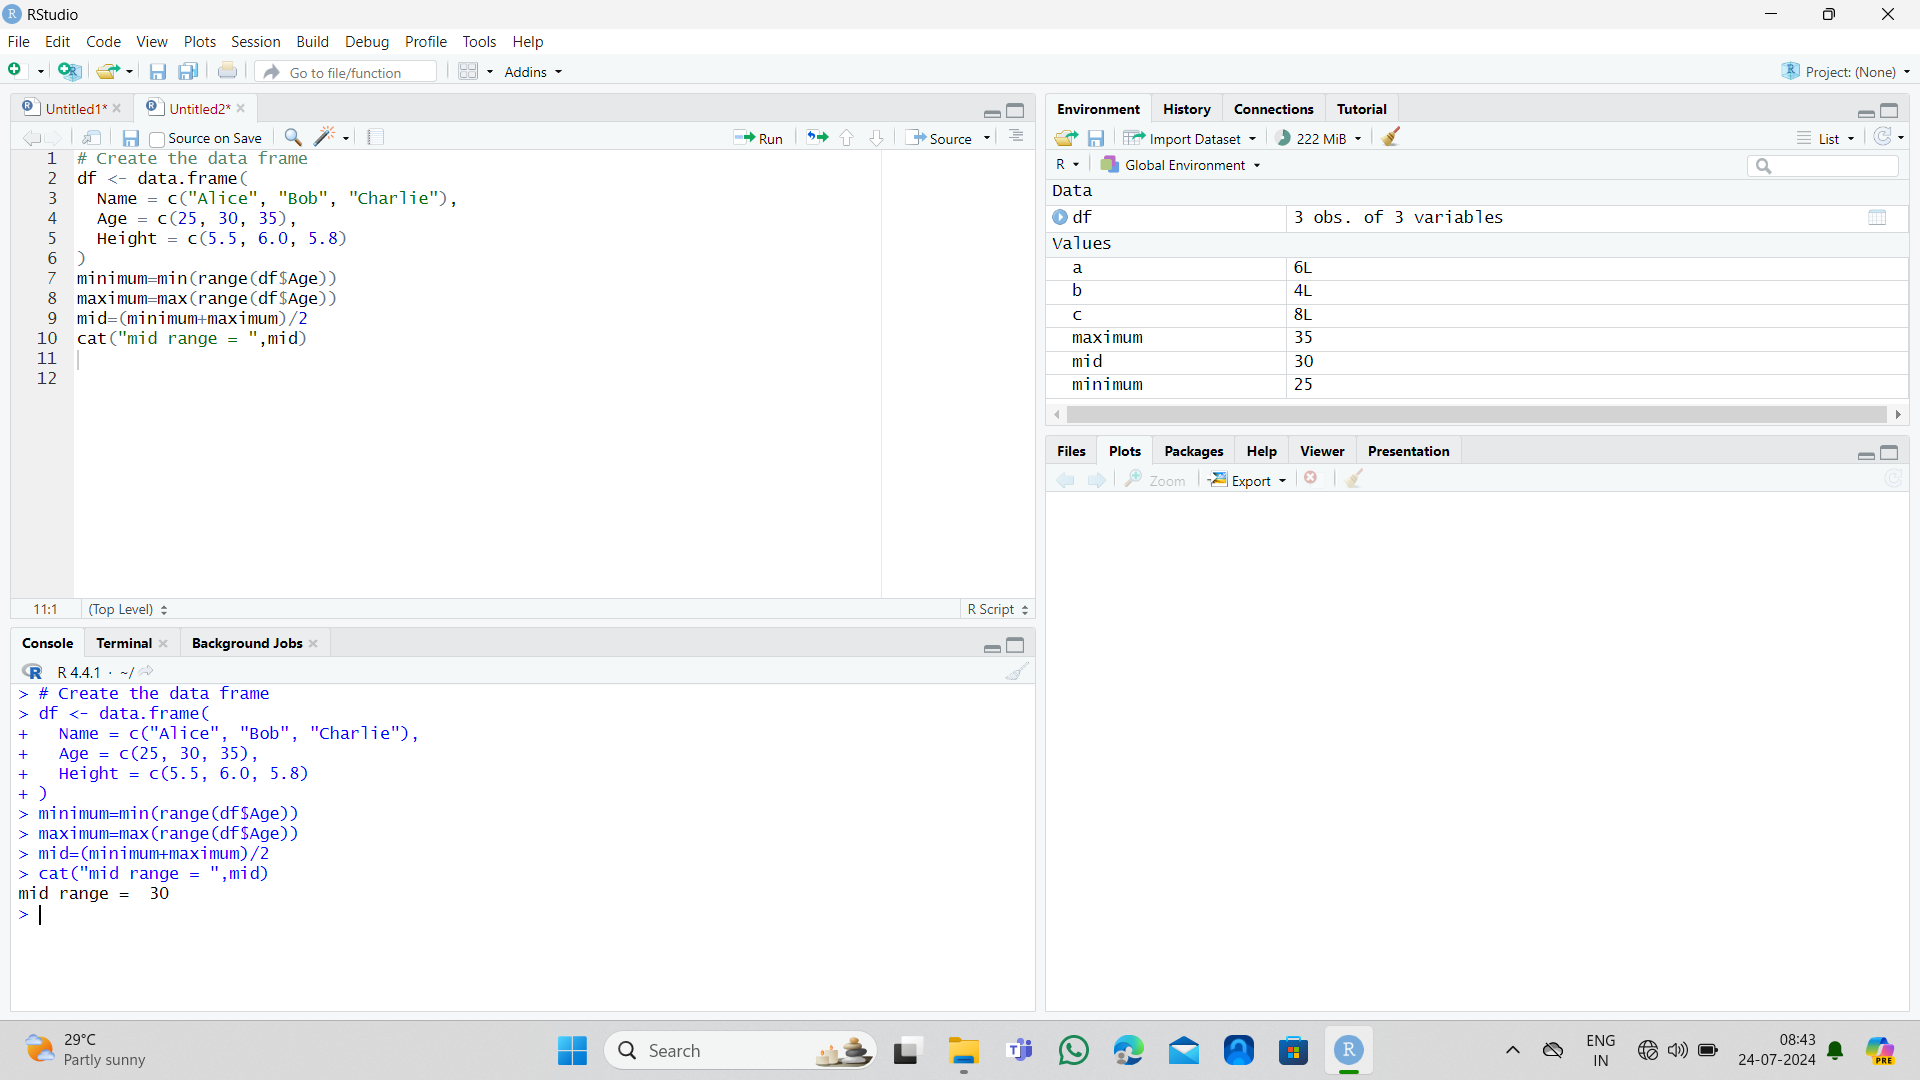 RStudio
File Edit Code View Plots Session Build Debug Profile Tools Help
Go to file/function Addins Project: (None)
Untitled1* Untitled2*
Source on Save Run Source
1 # Create the data frame
2 df <- data.frame(
3 Name = c("Alice", "Bob", "Charlie"),
4 Age = c(25, 30, 35),
5 Height = c(5.5, 6.0, 5.8)
6 )
7 minimum=min(range(df$Age))
8 maximum=max(range(df$Age))
9 mid=(minimum+maximum)/2
10 cat("mid range = ",mid)
11
12
11:1 (Top Level) R Script
Console Terminal Background Jobs
R 4.4.1 · ~/
> # Create the data frame
> df <- data.frame(
+ Name = c("Alice", "Bob", "Charlie"),
+ Age = c(25, 30, 35),
+ Height = c(5.5, 6.0, 5.8)
+ )
> minimum=min(range(df$Age))
> maximum=max(range(df$Age))
> mid=(minimum+maximum)/2
> cat("mid range = ",mid)
mid range =  30
>
Environment History Connections Tutorial
Import Dataset 222 MiB List
R Global Environment
Data
df 3 obs. of 3 variables
Values
a 6L
b 4L
c 8L
maximum 35
mid 30
minimum 25
Files Plots Packages Help Viewer Presentation
Zoom Export
29°C
Partly sunny
Search
ENG
IN
08:43
24-07-2024
PRE